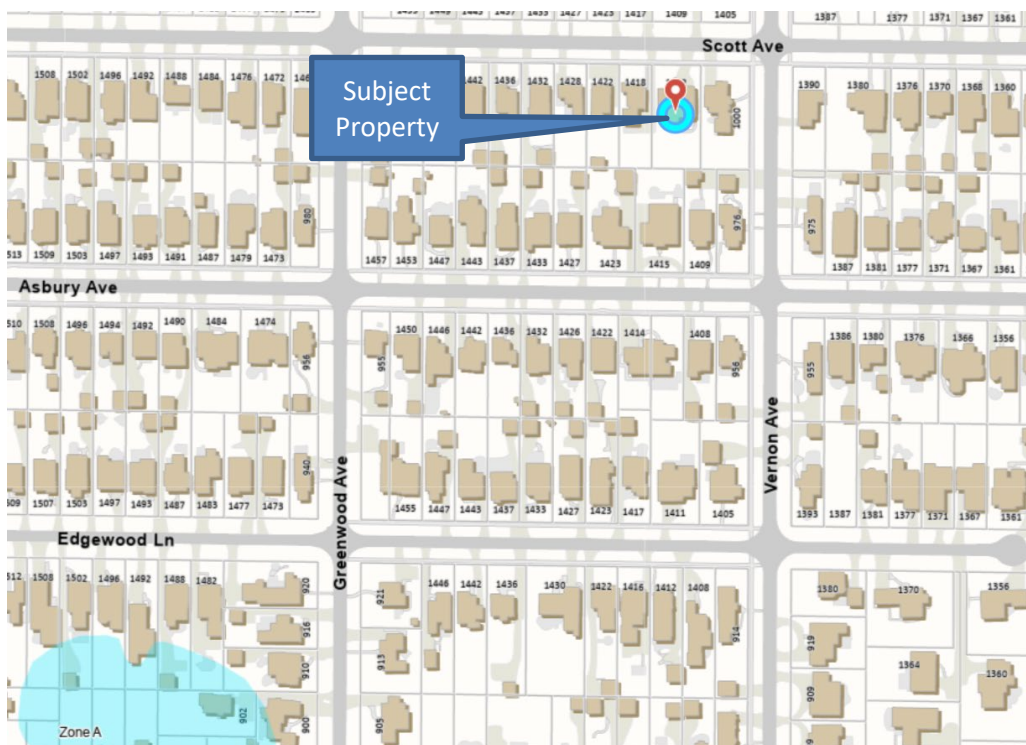 1387 1377 1371 1367 1361
1437 1433 1427 1423 1417 1409 1405
Scott Ave
1508 1502 1496 1492 1488 1484 1476 1472
Subject
Property
1442 1436 1432 1428 1422 1418
1000
1390 1380 1376 1370 1368 1360
980
976
975
1509 1503 1497 1493 1491 1487 1479 1473
1457 1453 1447 1443 1437 1433 1427 1423 1415 1409
1387 1381 1377 1371 1367 1361
Asbury Ave
1508 1496 1494 1492 1490 1484 1474
956
955
1450 1446 1442 1436 1432 1426 1422 1414 1408
956
955
1386 1380 1376 1366 1356
940
1507 1503 1497 1493 1487 1483 1477 1473
1455 1447 1443 1437 1433 1427 1423 1417 1411 1405
1393 1387 1381 1377 1371 1367 1361
Greenwood Ave
Vernon Ave
Edgewood Ln
1508 1502 1496 1492 1488 1482
920
916
910
902
900
921
913
905
1446 1442 1436 1430 1422 1416 1412 1408
914
1380 1370 1356
919
909
1364
1360
Zone A